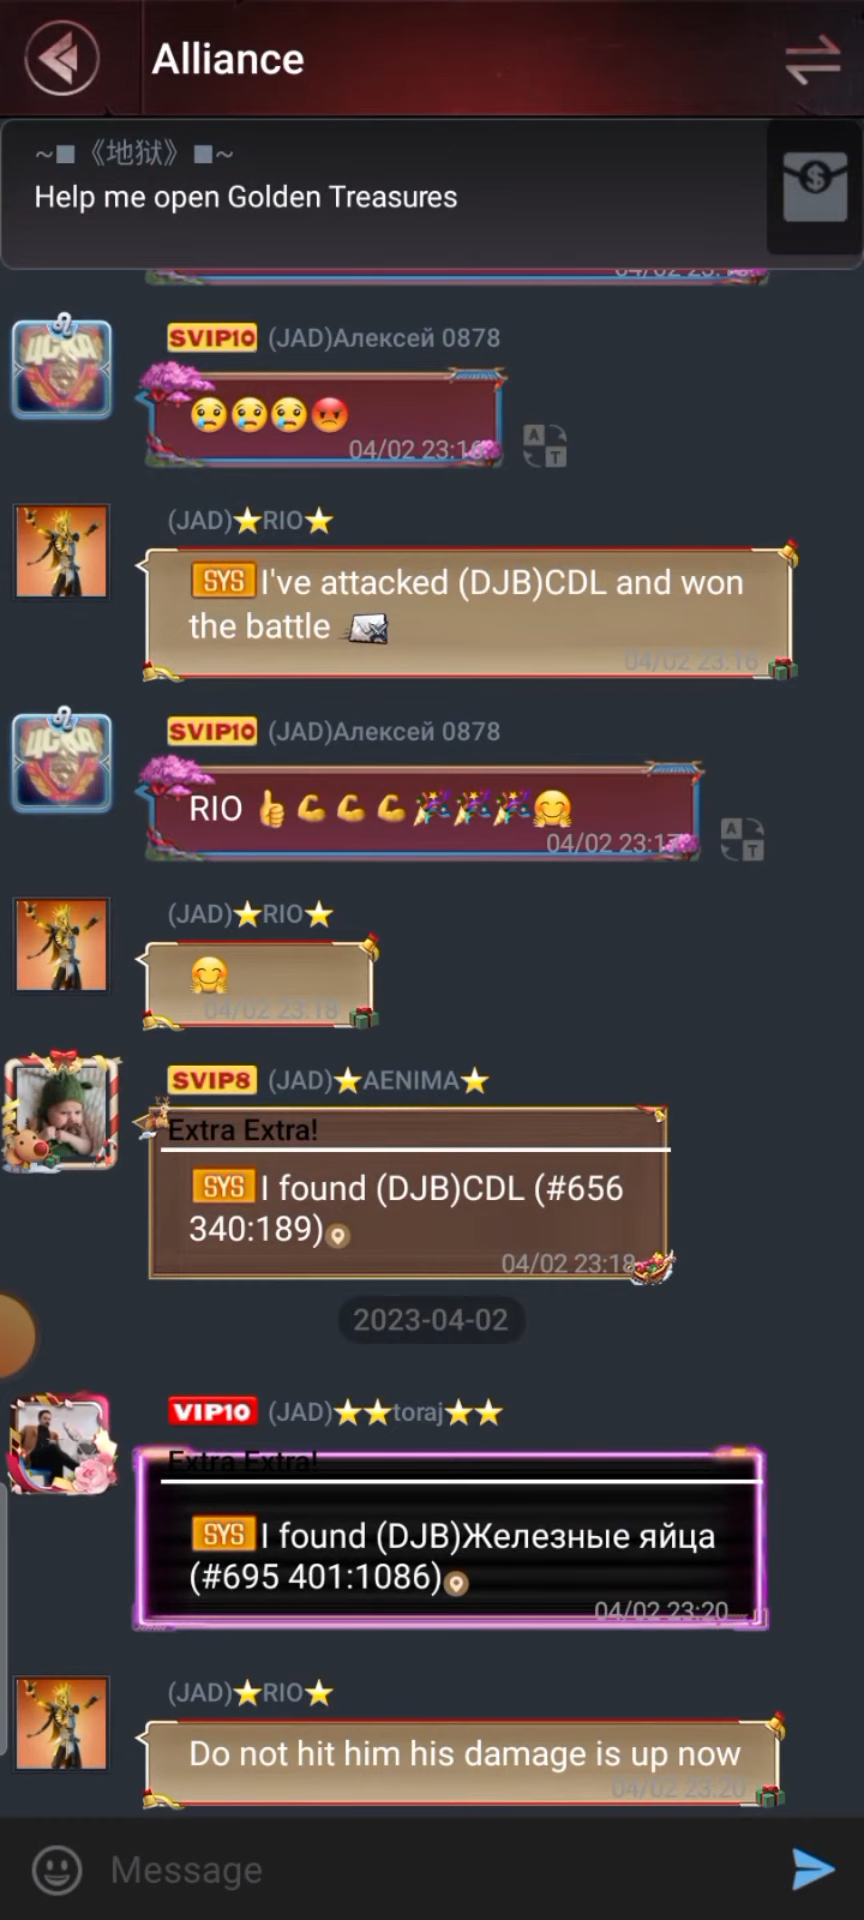 Alliance
~■《地狱》■~
Help me open Golden Treasures
SVIP10 (JAD)Алексей 0878
😢😢😢😡
04/02 23:16
(JAD)⭐RIO⭐
SYS I've attacked (DJB)CDL and won
the battle
04/02 23:16
SVIP10 (JAD)Алексей 0878
RIO 👍💪💪💪🎉🎉🎉🤗
04/02 23:17
(JAD)⭐RIO⭐
🤗
04/02 23:18
SVIP8 (JAD)⭐AENIMA⭐
Extra Extra!
SYS I found (DJB)CDL (#656
340:189)
04/02 23:18
2023-04-02
VIP10 (JAD)⭐⭐toraj⭐⭐
Extra Extra!
SYS I found (DJB)Железные яйца
(#695 401:1086)
04/02 23:20
(JAD)⭐RIO⭐
Do not hit him his damage is up now
04/02 23:20
Message